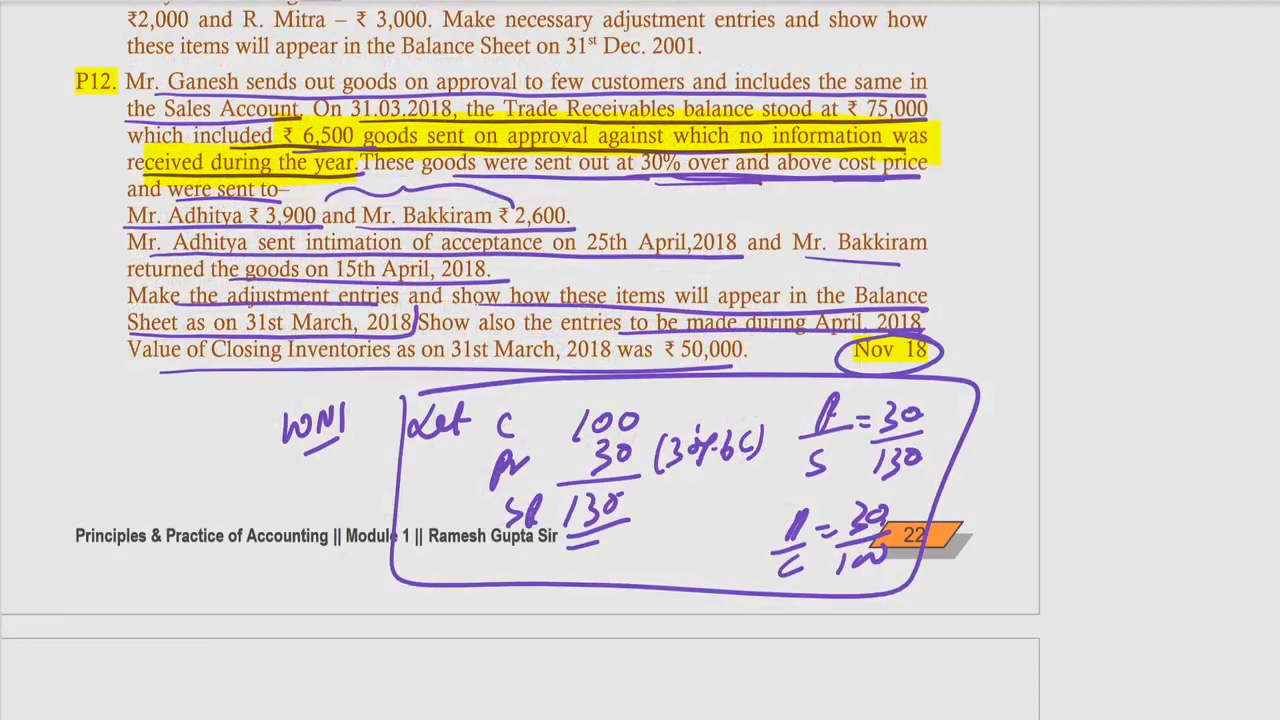 ₹2,000 and R. Mitra – ₹ 3,000. Make necessary adjustment entries and show how
these items will appear in the Balance Sheet on 31st Dec. 2001.
P12. Mr. Ganesh sends out goods on approval to few customers and includes the same in
the Sales Account. On 31.03.2018, the Trade Receivables balance stood at ₹ 75,000
which included ₹ 6,500 goods sent on approval against which no information was
received during the year. These goods were sent out at 30% over and above cost price
and were sent to–
Mr. Adhitya ₹ 3,900 and Mr. Bakkiram ₹ 2,600.
Mr. Adhitya sent intimation of acceptance on 25th April,2018 and Mr. Bakkiram
returned the goods on 15th April, 2018.
Make the adjustment entries and show how these items will appear in the Balance
Sheet as on 31st March, 2018 Show also the entries to be made during April, 2018.
Value of Closing Inventories as on 31st March, 2018 was ₹ 50,000. Nov 18
WN1 Let C 100
Pr 30 (30% of C)
SP 130
P/S = 30/130
P/C = 30/100
Principles & Practice of Accounting || Module 1 || Ramesh Gupta Sir 22